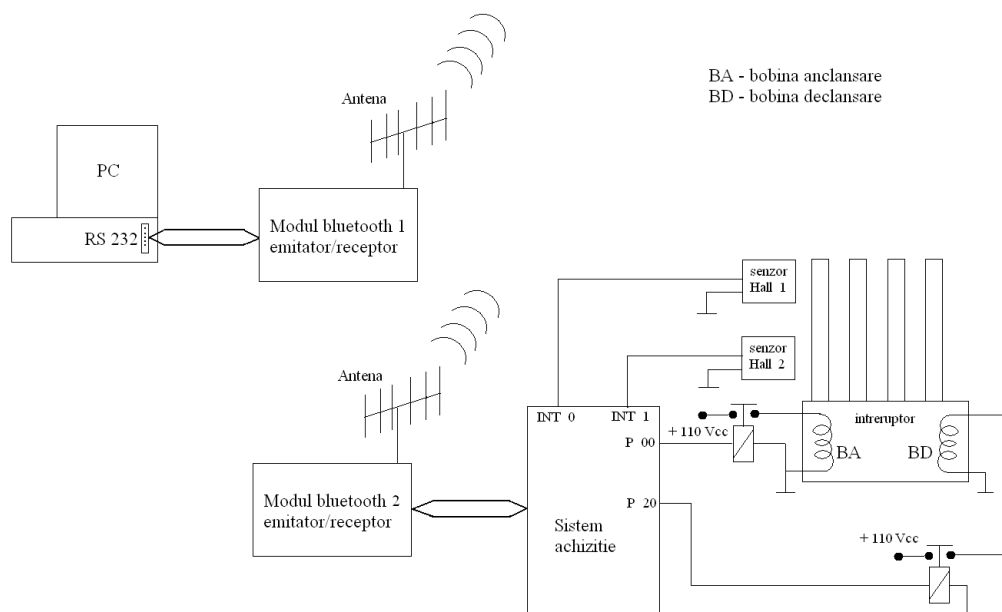 BA - bobina anclansare
BD - bobina declansare
Antena
PC
RS 232
Modul bluetooth 1
emitator/receptor
senzor
Hall 1
senzor
Hall 2
Antena
INT 0
INT 1
+ 110 Vcc
intreruptor
P 00
BA
BD
Modul bluetooth 2
emitator/receptor
P 20
Sistem
achizitie
+ 110 Vcc